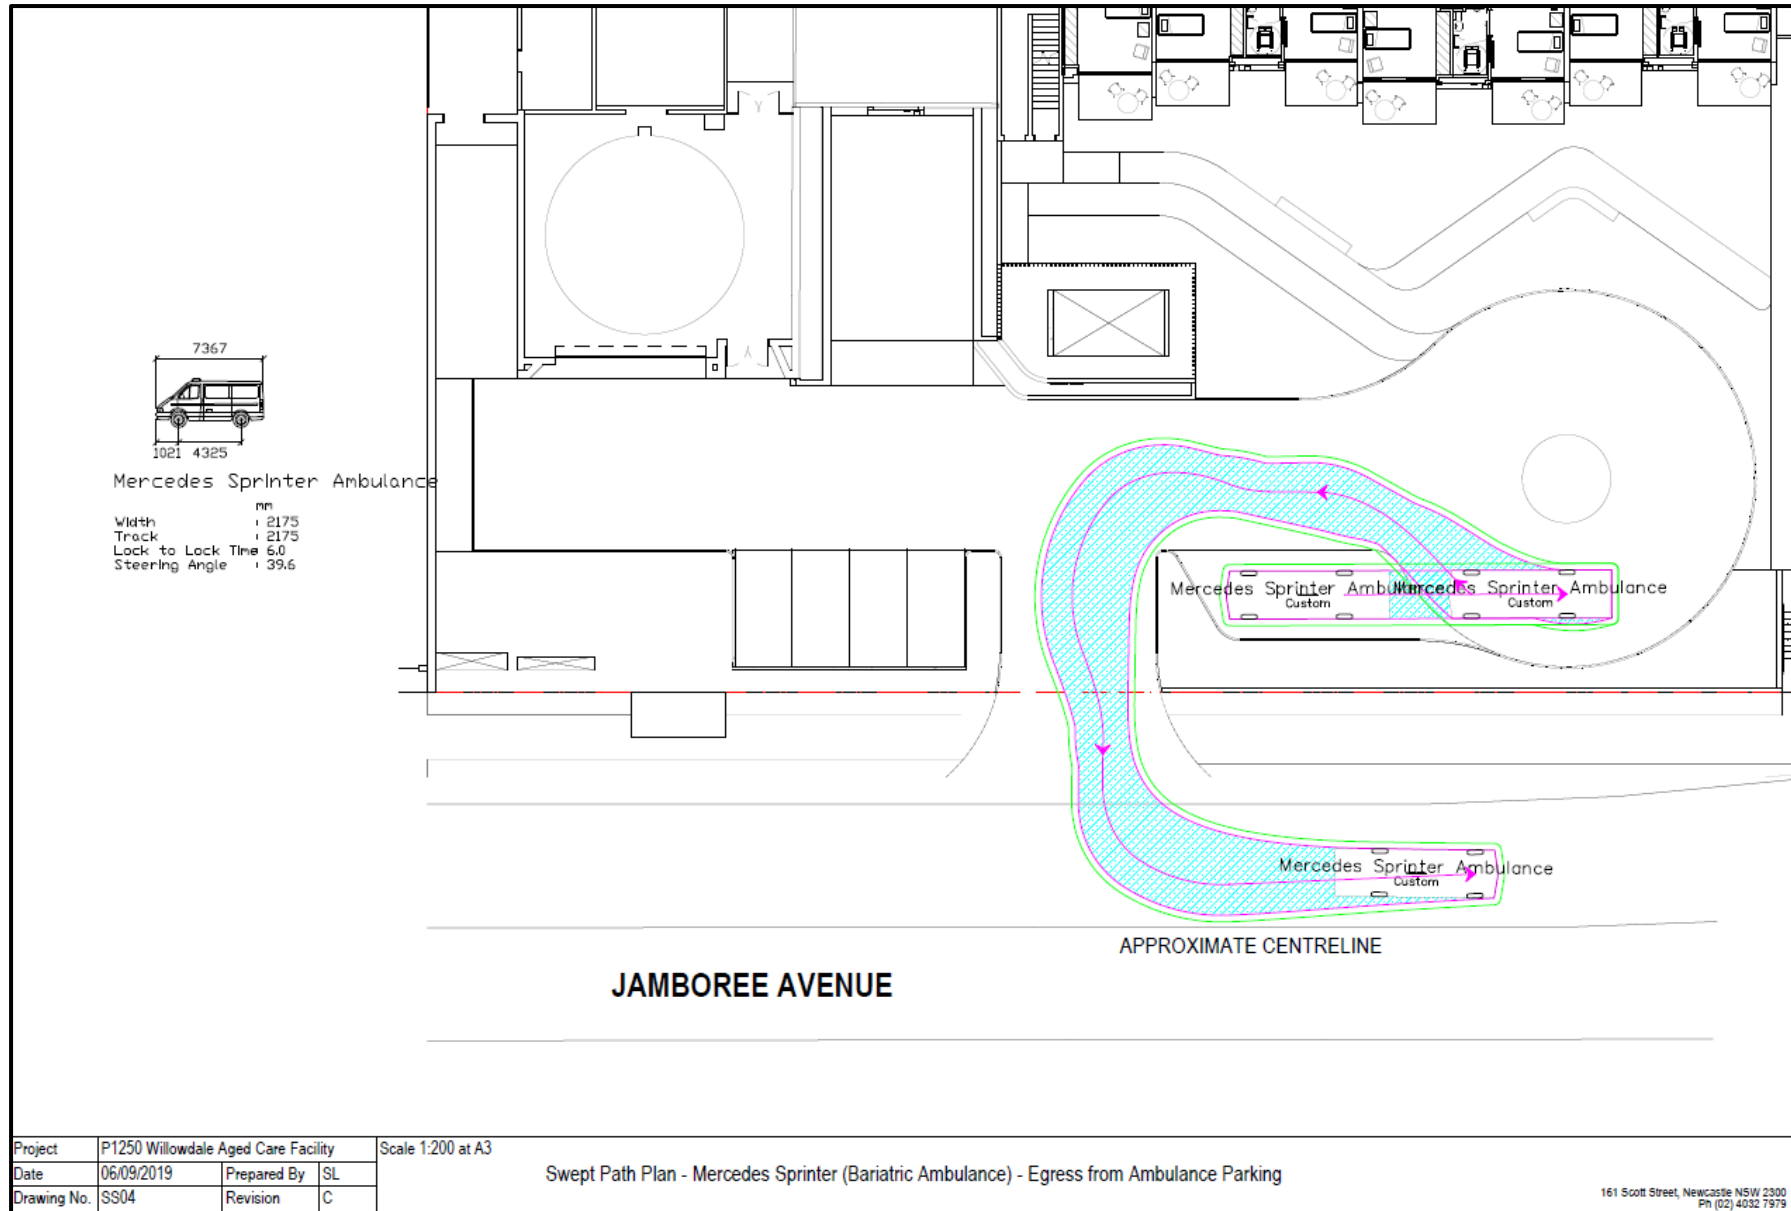 7367
1021 4325
Mercedes Sprinter Ambulance
mm
Width : 2175
Track : 2175
Lock to Lock Time : 6.0
Steering Angle : 39.6
Mercedes Sprinter Ambulance
Custom
Mercedes Sprinter Ambulance
Custom
Mercedes Sprinter Ambulance
Custom
APPROXIMATE CENTRELINE
JAMBOREE AVENUE
Project P1250 Willowdale Aged Care Facility Scale 1:200 at A3
Date 06/09/2019 Prepared By SL
Swept Path Plan - Mercedes Sprinter (Bariatric Ambulance) - Egress from Ambulance Parking
Drawing No. SS04 Revision C
161 Scott Street, Newcastle NSW 2300
Ph (02) 4032 7979